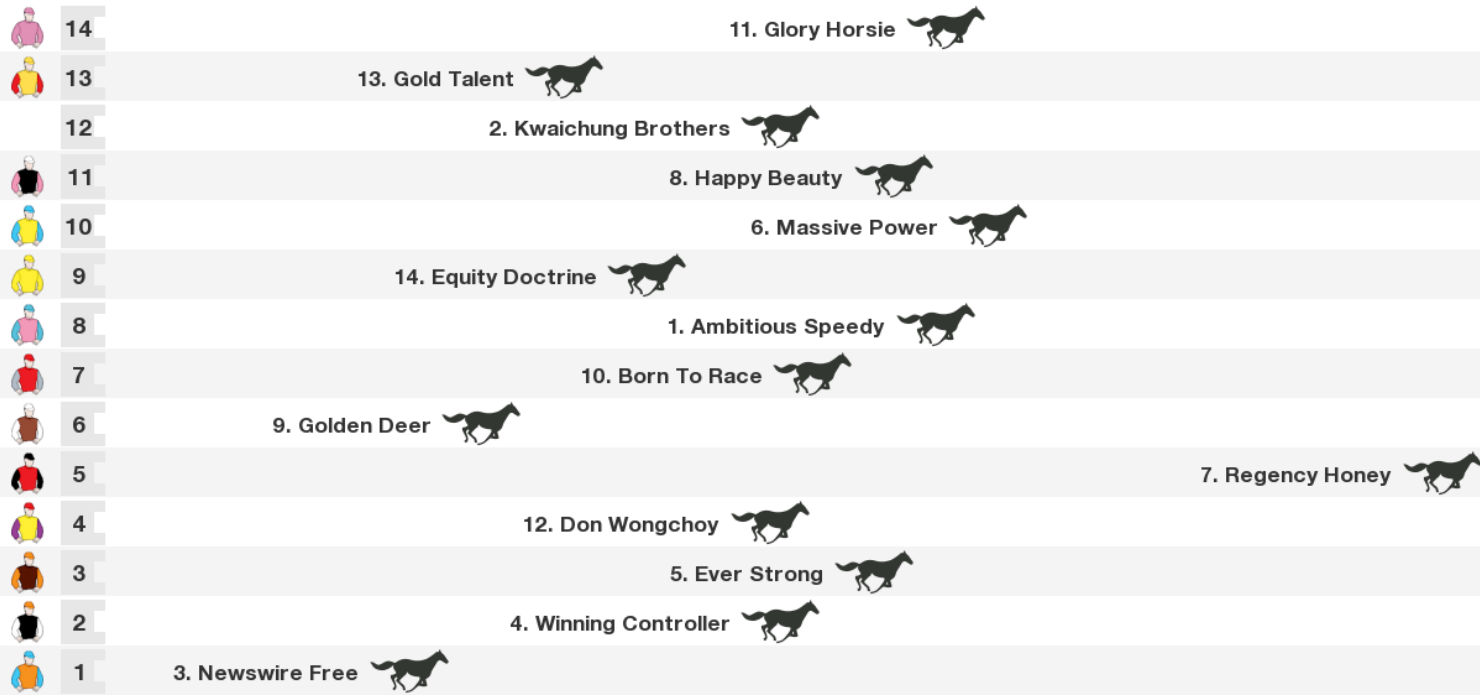 14 11. Glory Horsie
13 13. Gold Talent
12 2. Kwaichung Brothers
11 8. Happy Beauty
10 6. Massive Power
9 14. Equity Doctrine
8 1. Ambitious Speedy
7 10. Born To Race
6 9. Golden Deer
5 7. Regency Honey
4 12. Don Wongchoy
3 5. Ever Strong
2 4. Winning Controller
1 3. Newswire Free